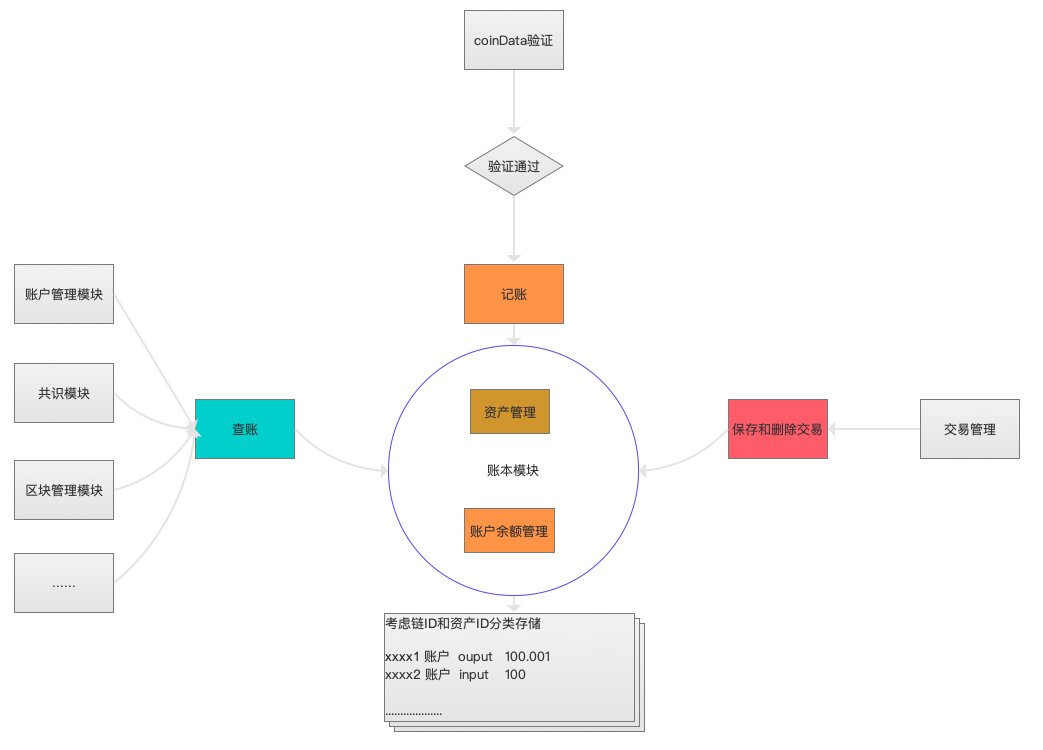 coinData验证
验证通过
记账
账户管理模块
共识模块
区块管理模块
......
查账
资产管理
账本模块
账户余额管理
保存和删除交易
交易管理
考虑链ID和资产ID分类存储
xxxx1 账户 ouput 100.001
xxxx2 账户 input 100
...................